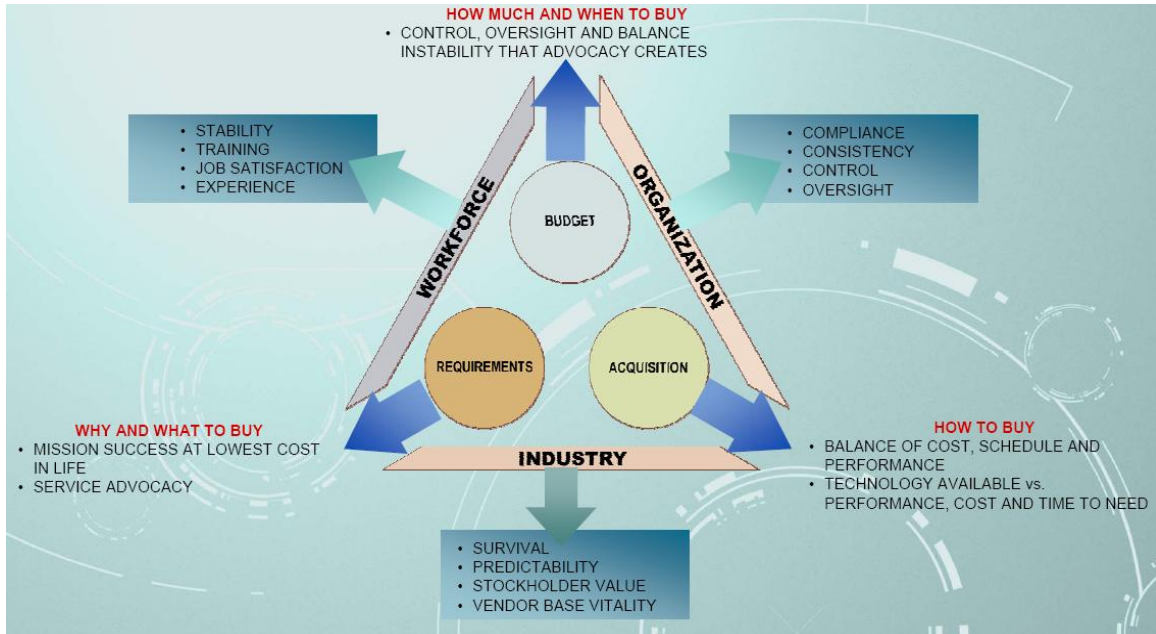 HOW MUCH AND WHEN TO BUY
• CONTROL, OVERSIGHT AND BALANCE
INSTABILITY THAT ADVOCACY CREATES
• STABILITY
• TRAINING
• JOB SATISFACTION
• EXPERIENCE
• COMPLIANCE
• CONSISTENCY
• CONTROL
• OVERSIGHT
WORKFORCE
ORGANIZATION
BUDGET
REQUIREMENTS
ACQUISITION
WHY AND WHAT TO BUY
• MISSION SUCCESS AT LOWEST COST
IN LIFE
• SERVICE ADVOCACY
INDUSTRY
HOW TO BUY
• BALANCE OF COST, SCHEDULE AND
PERFORMANCE
• TECHNOLOGY AVAILABLE vs.
PERFORMANCE, COST AND TIME TO NEED
• SURVIVAL
• PREDICTABILITY
• STOCKHOLDER VALUE
• VENDOR BASE VITALITY